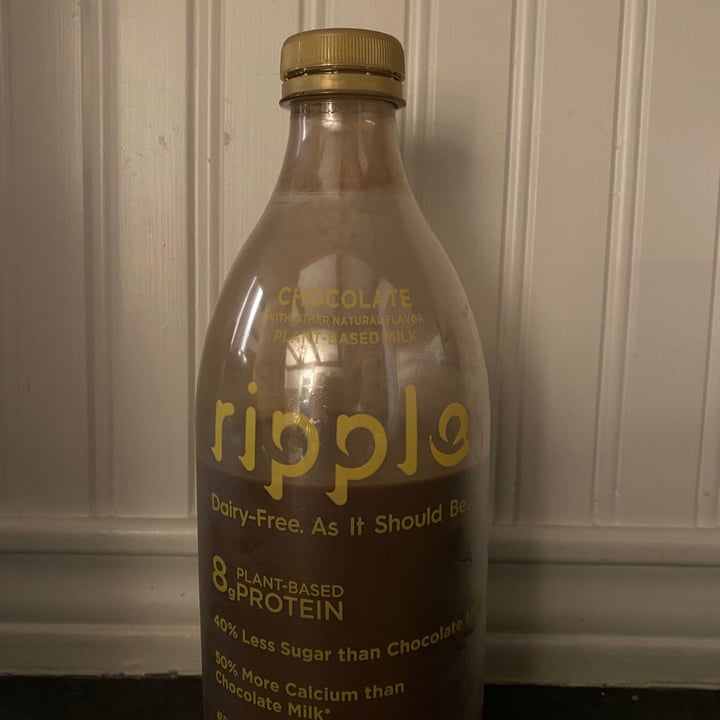 CHOCOLATE
WITH OTHER NATURAL FLAVOR
PLANT-BASED MILK
ripple
Dairy-Free. As It Should Be.
8g PLANT-BASED
PROTEIN
40% Less Sugar than Chocolate
50% More Calcium than
Chocolate Milk*